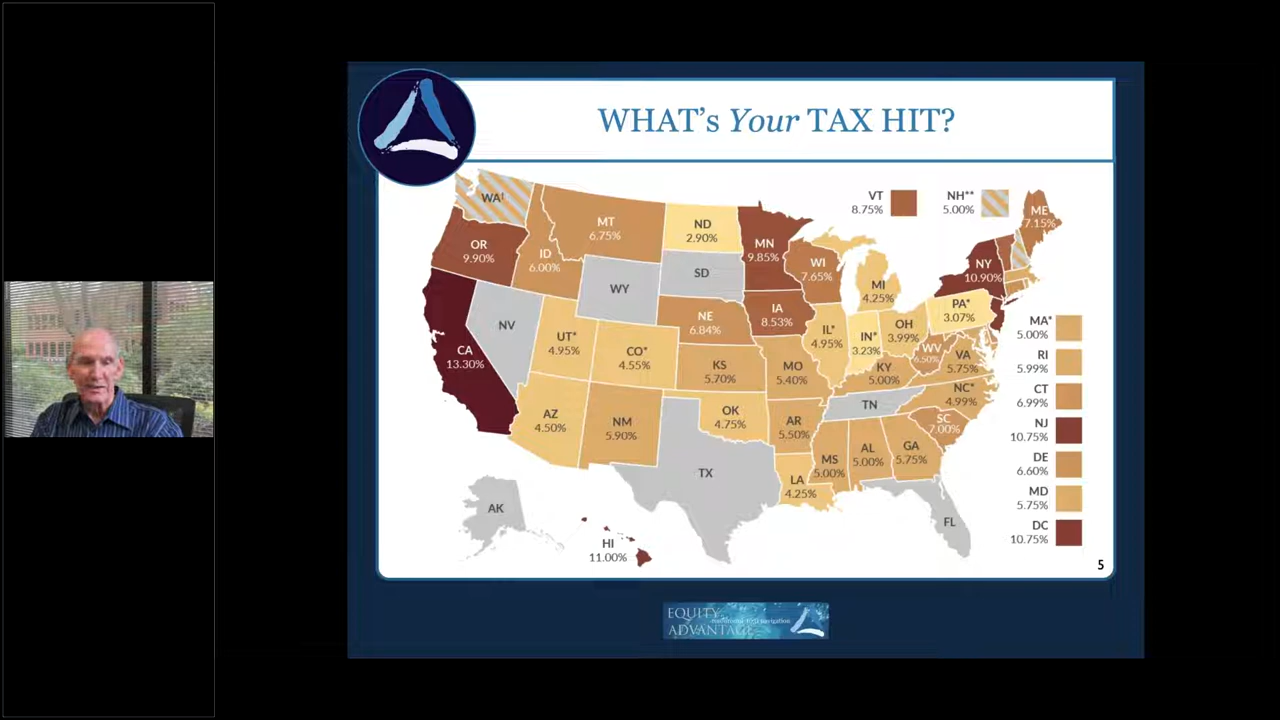 WHAT's Your TAX HIT?
WA†
OR
9.90%
CA
13.30%
NV
ID
6.00%
MT
6.75%
WY
UT*
4.95%
AZ
4.50%
CO*
4.55%
NM
5.90%
ND
2.90%
SD
NE
6.84%
KS
5.70%
OK
4.75%
TX
MN
9.85%
IA
8.53%
MO
5.40%
AR
5.50%
LA
4.25%
WI
7.65%
IL*
4.95%
MI
4.25%
IN*
3.23%
OH
3.99%
KY
5.00%
TN
MS
5.00%
AL
5.00%
GA
5.75%
FL
SC
7.00%
NC*
4.99%
VA
5.75%
WV
6.50%
PA*
3.07%
NY
10.90%
ME
7.15%
VT
8.75%
NH**
5.00%
MA*
5.00%
RI
5.99%
CT
6.99%
NJ
10.75%
DE
6.60%
MD
5.75%
DC
10.75%
AK
HI
11.00%
5
EQUITY
ADVANTAGE